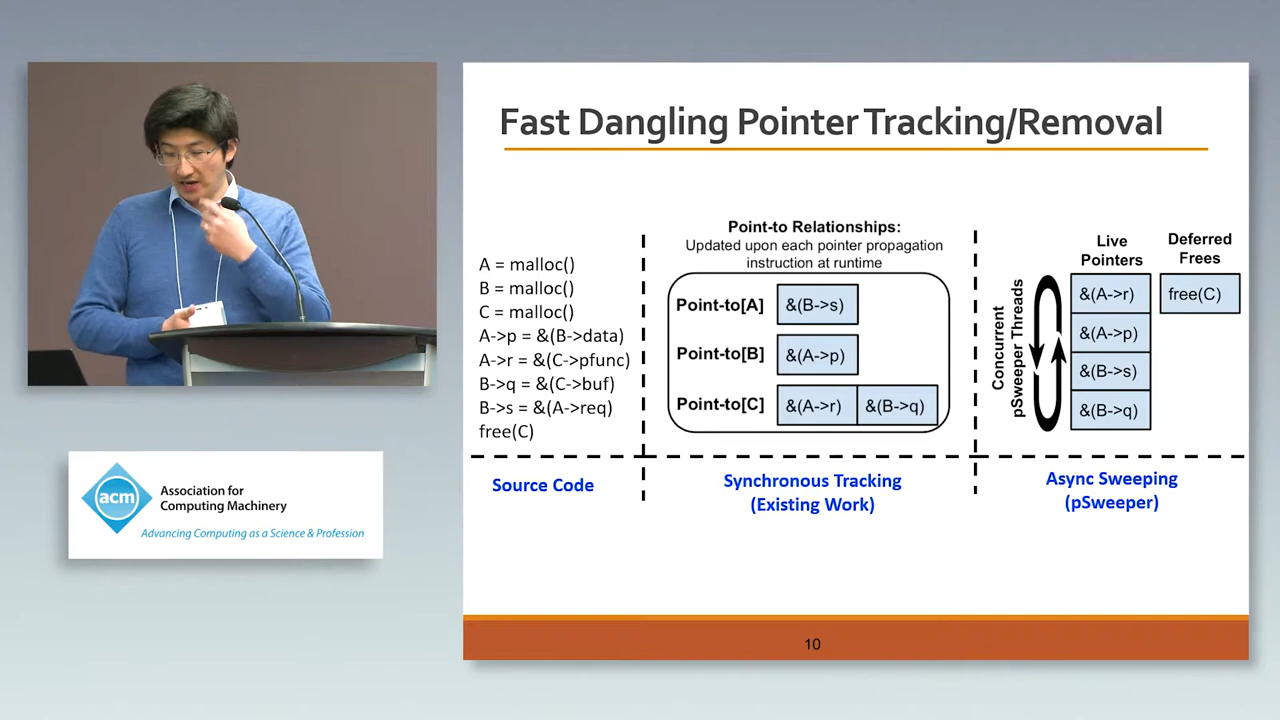 Fast Dangling Pointer Tracking/Removal
A = malloc()
B = malloc()
C = malloc()
A->p = &(B->data)
A->r = &(C->pfunc)
B->q = &(C->buf)
B->s = &(A->req)
free(C)
Source Code
Point-to Relationships:
Updated upon each pointer propagation
instruction at runtime
Point-to[A] &(B->s)
Point-to[B] &(A->p)
Point-to[C] &(A->r) &(B->q)
Synchronous Tracking
(Existing Work)
Concurrent
pSweeper Threads
Live
Pointers
&(A->r)
&(A->p)
&(B->s)
&(B->q)
Deferred
Frees
free(C)
Async Sweeping
(pSweeper)
10
acm
Association for
Computing Machinery
Advancing Computing as a Science & Profession